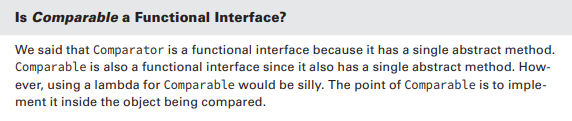 Is Comparable a Functional Interface?
We said that Comparator is a functional interface because it has a single abstract method.
Comparable is also a functional interface since it also has a single abstract method. How-
ever, using a lambda for Comparable would be silly. The point of Comparable is to imple-
ment it inside the object being compared.